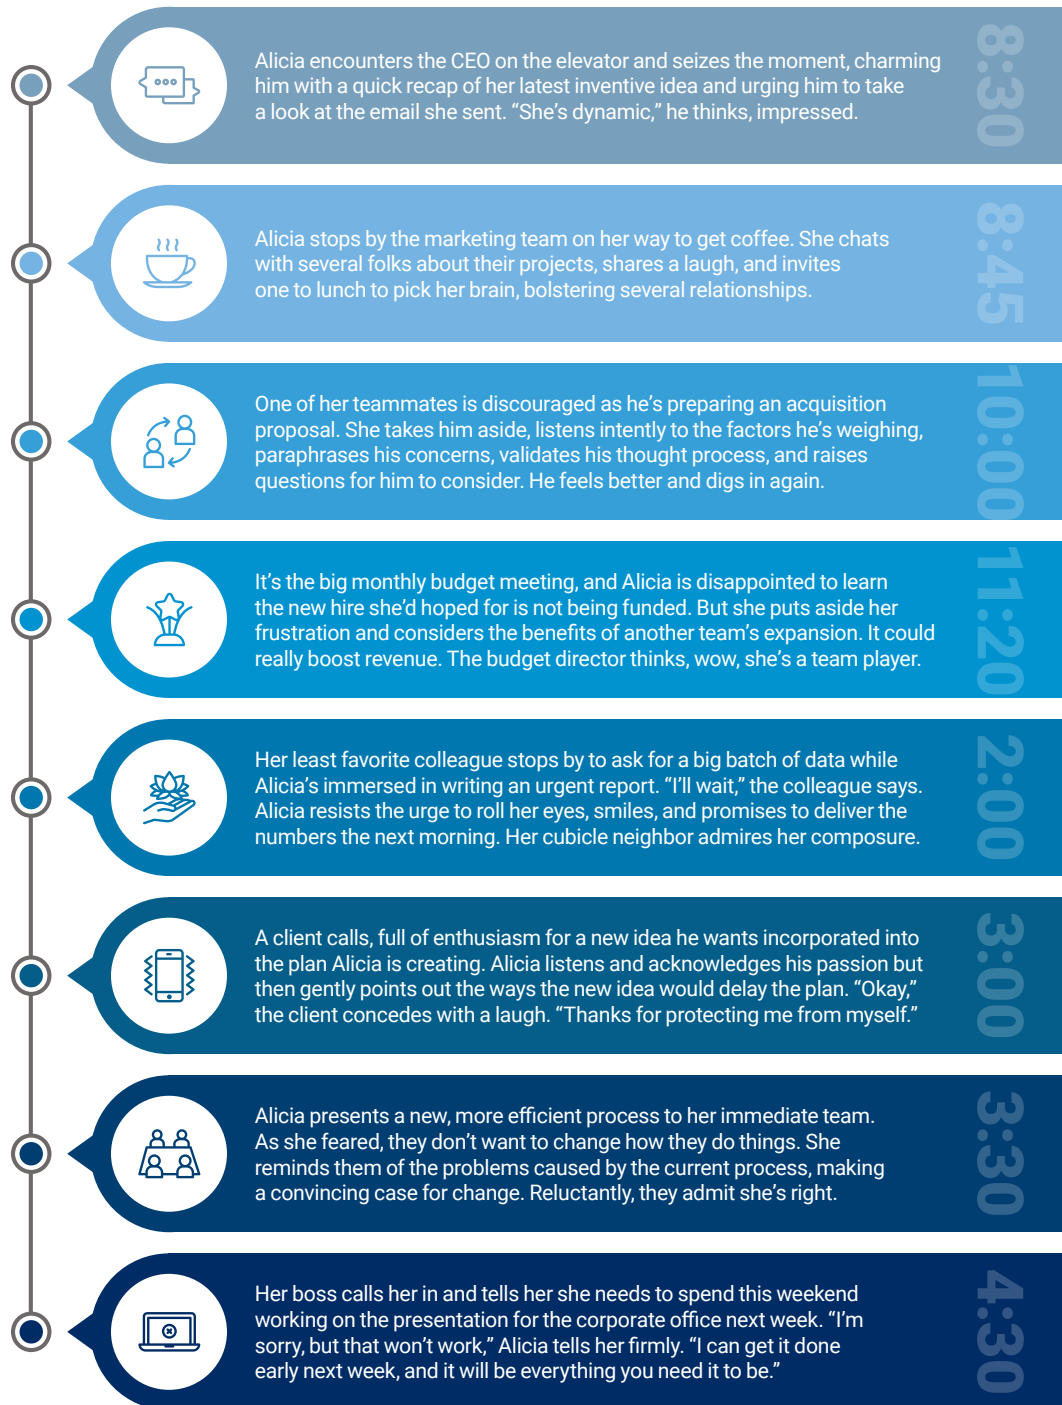 Alicia encounters the CEO on the elevator and seizes the moment, charming
him with a quick recap of her latest inventive idea and urging him to take
a look at the email she sent. “She’s dynamic,” he thinks, impressed.
8:30
Alicia stops by the marketing team on her way to get coffee. She chats
with several folks about their projects, shares a laugh, and invites
one to lunch to pick her brain, bolstering several relationships.
8:45
One of her teammates is discouraged as he’s preparing an acquisition
proposal. She takes him aside, listens intently to the factors he’s weighing,
paraphrases his concerns, validates his thought process, and raises
questions for him to consider. He feels better and digs in again.
10:00
It’s the big monthly budget meeting, and Alicia is disappointed to learn
the new hire she’d hoped for is not being funded. But she puts aside her
frustration and considers the benefits of another team’s expansion. It could
really boost revenue. The budget director thinks, wow, she’s a team player.
11:20
Her least favorite colleague stops by to ask for a big batch of data while
Alicia’s immersed in writing an urgent report. “I’ll wait,” the colleague says.
Alicia resists the urge to roll her eyes, smiles, and promises to deliver the
numbers the next morning. Her cubicle neighbor admires her composure.
2:00
A client calls, full of enthusiasm for a new idea he wants incorporated into
the plan Alicia is creating. Alicia listens and acknowledges his passion but
then gently points out the ways the new idea would delay the plan. “Okay,”
the client concedes with a laugh. “Thanks for protecting me from myself.”
3:00
Alicia presents a new, more efficient process to her immediate team.
As she feared, they don’t want to change how they do things. She
reminds them of the problems caused by the current process, making
a convincing case for change. Reluctantly, they admit she’s right.
3:30
Her boss calls her in and tells her she needs to spend this weekend
working on the presentation for the corporate office next week. “I’m
sorry, but that won’t work,” Alicia tells her firmly. “I can get it done
early next week, and it will be everything you need it to be.”
4:30